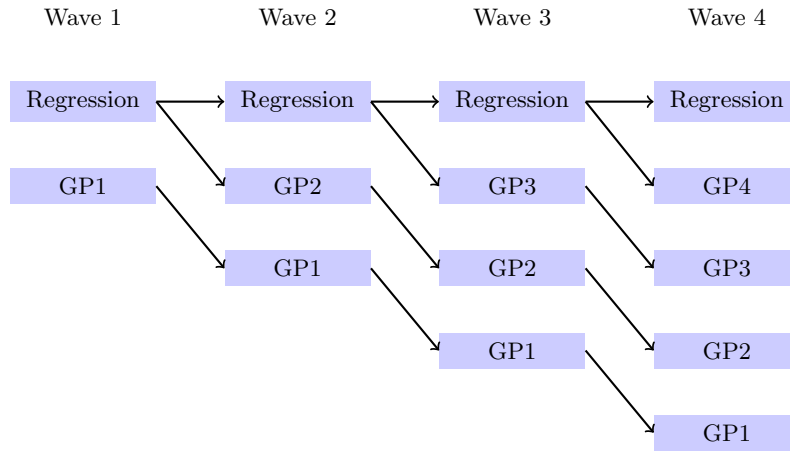 Wave 1 Wave 2 Wave 3 Wave 4
Regression Regression Regression Regression
GP1 GP2 GP3 GP4
GP1 GP2 GP3
GP1 GP2
GP1